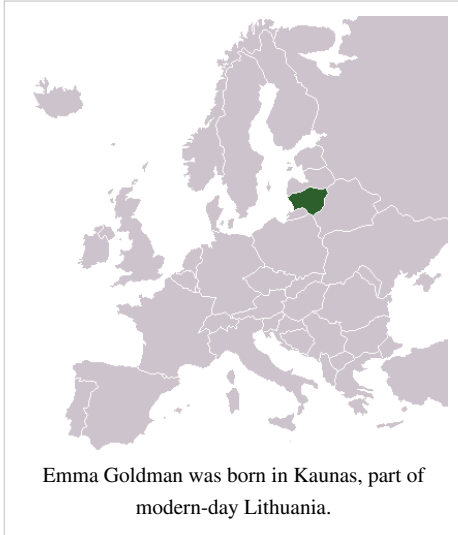 Emma Goldman was born in Kaunas, part of
modern-day Lithuania.